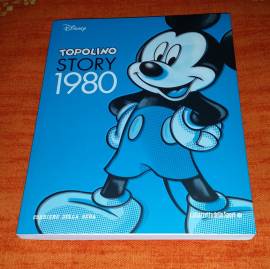 Disney
TOPOLINO
STORY
1980
CORRIERE DELLA SERA
La Gazzetta dello Sport